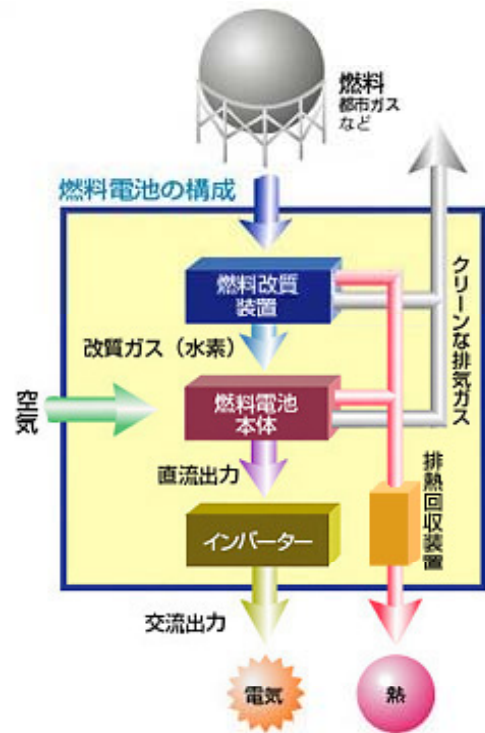 燃料
都市ガス
など
燃料電池の構成
燃料改質
装置
クリーンな排気ガス
改質ガス（水素）
空気
燃料電池
本体
直流出力
排熱回収装置
インバーター
交流出力
電気
熱